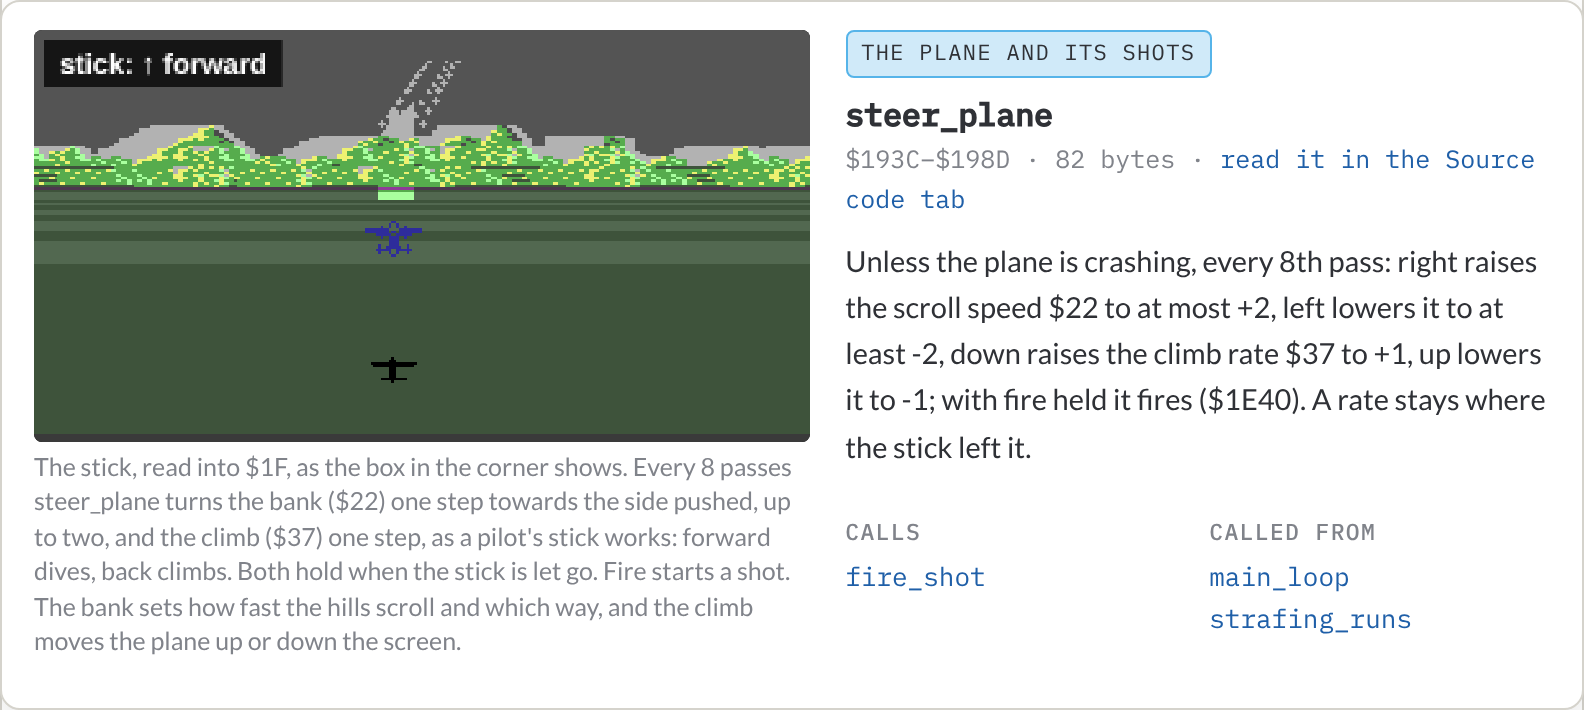 stick: ↑ forward
The stick, read into $1F, as the box in the corner shows. Every 8 passes
steer_plane turns the bank ($22) one step towards the side pushed, up
to two, and the climb ($37) one step, as a pilot's stick works: forward
dives, back climbs. Both hold when the stick is let go. Fire starts a shot.
The bank sets how fast the hills scroll and which way, and the climb
moves the plane up or down the screen.
THE PLANE AND ITS SHOTS
steer_plane
$193C–$198D · 82 bytes · read it in the Source
code tab
Unless the plane is crashing, every 8th pass: right raises
the scroll speed $22 to at most +2, left lowers it to at
least -2, down raises the climb rate $37 to +1, up lowers
it to -1; with fire held it fires ($1E40). A rate stays where
the stick left it.
CALLS
fire_shot
CALLED FROM
main_loop
strafing_runs